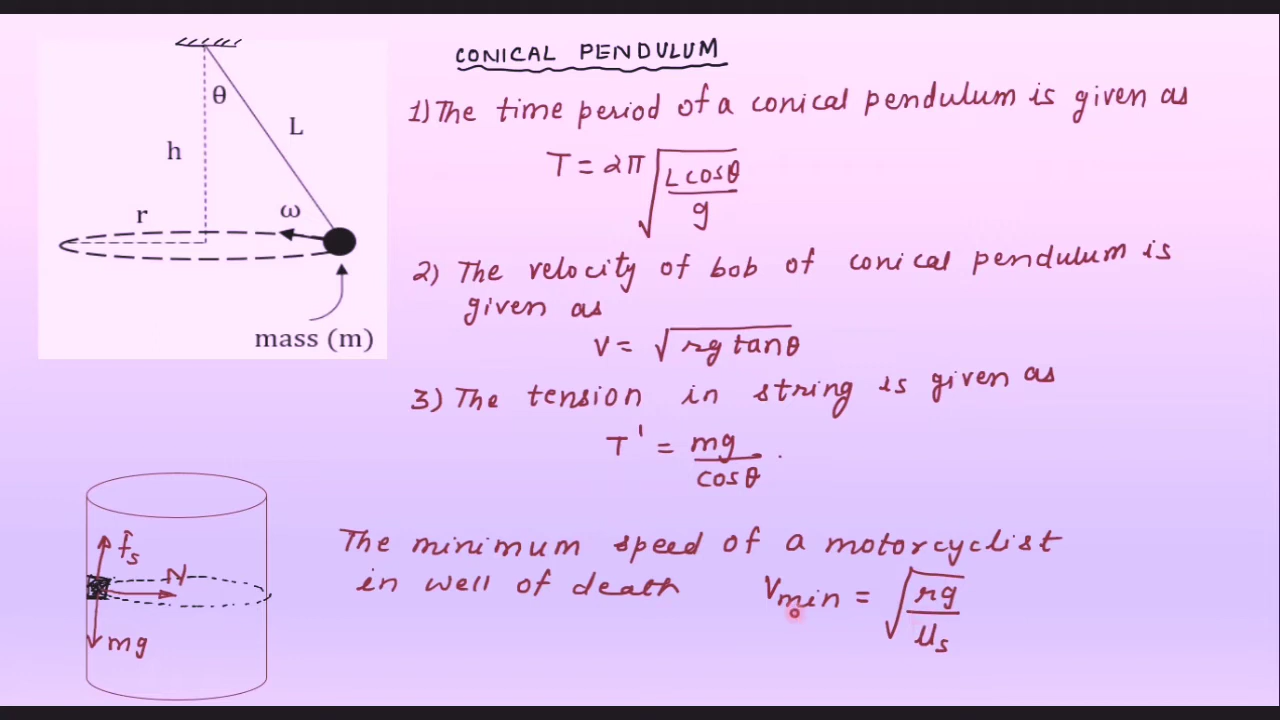 CONICAL PENDULUM
1) The time period of a conical pendulum is given as
T = 2π √(L cosθ / g)
2) The velocity of bob of conical pendulum is
given as
V = √(rg tanθ)
3) The tension in string is given as
T' = mg / cosθ .
θ
L
h
r
ω
mass (m)
fs
N
mg
The minimum speed of a motorcyclist
in well of death Vmin = √(rg / μs)